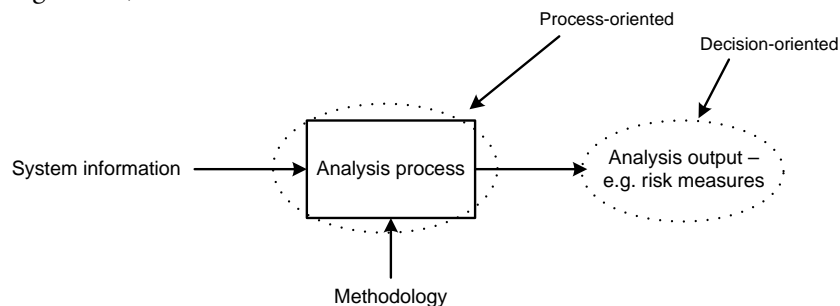 Process-oriented
Decision-oriented
System information
Analysis process
Analysis output –
e.g. risk measures
Methodology